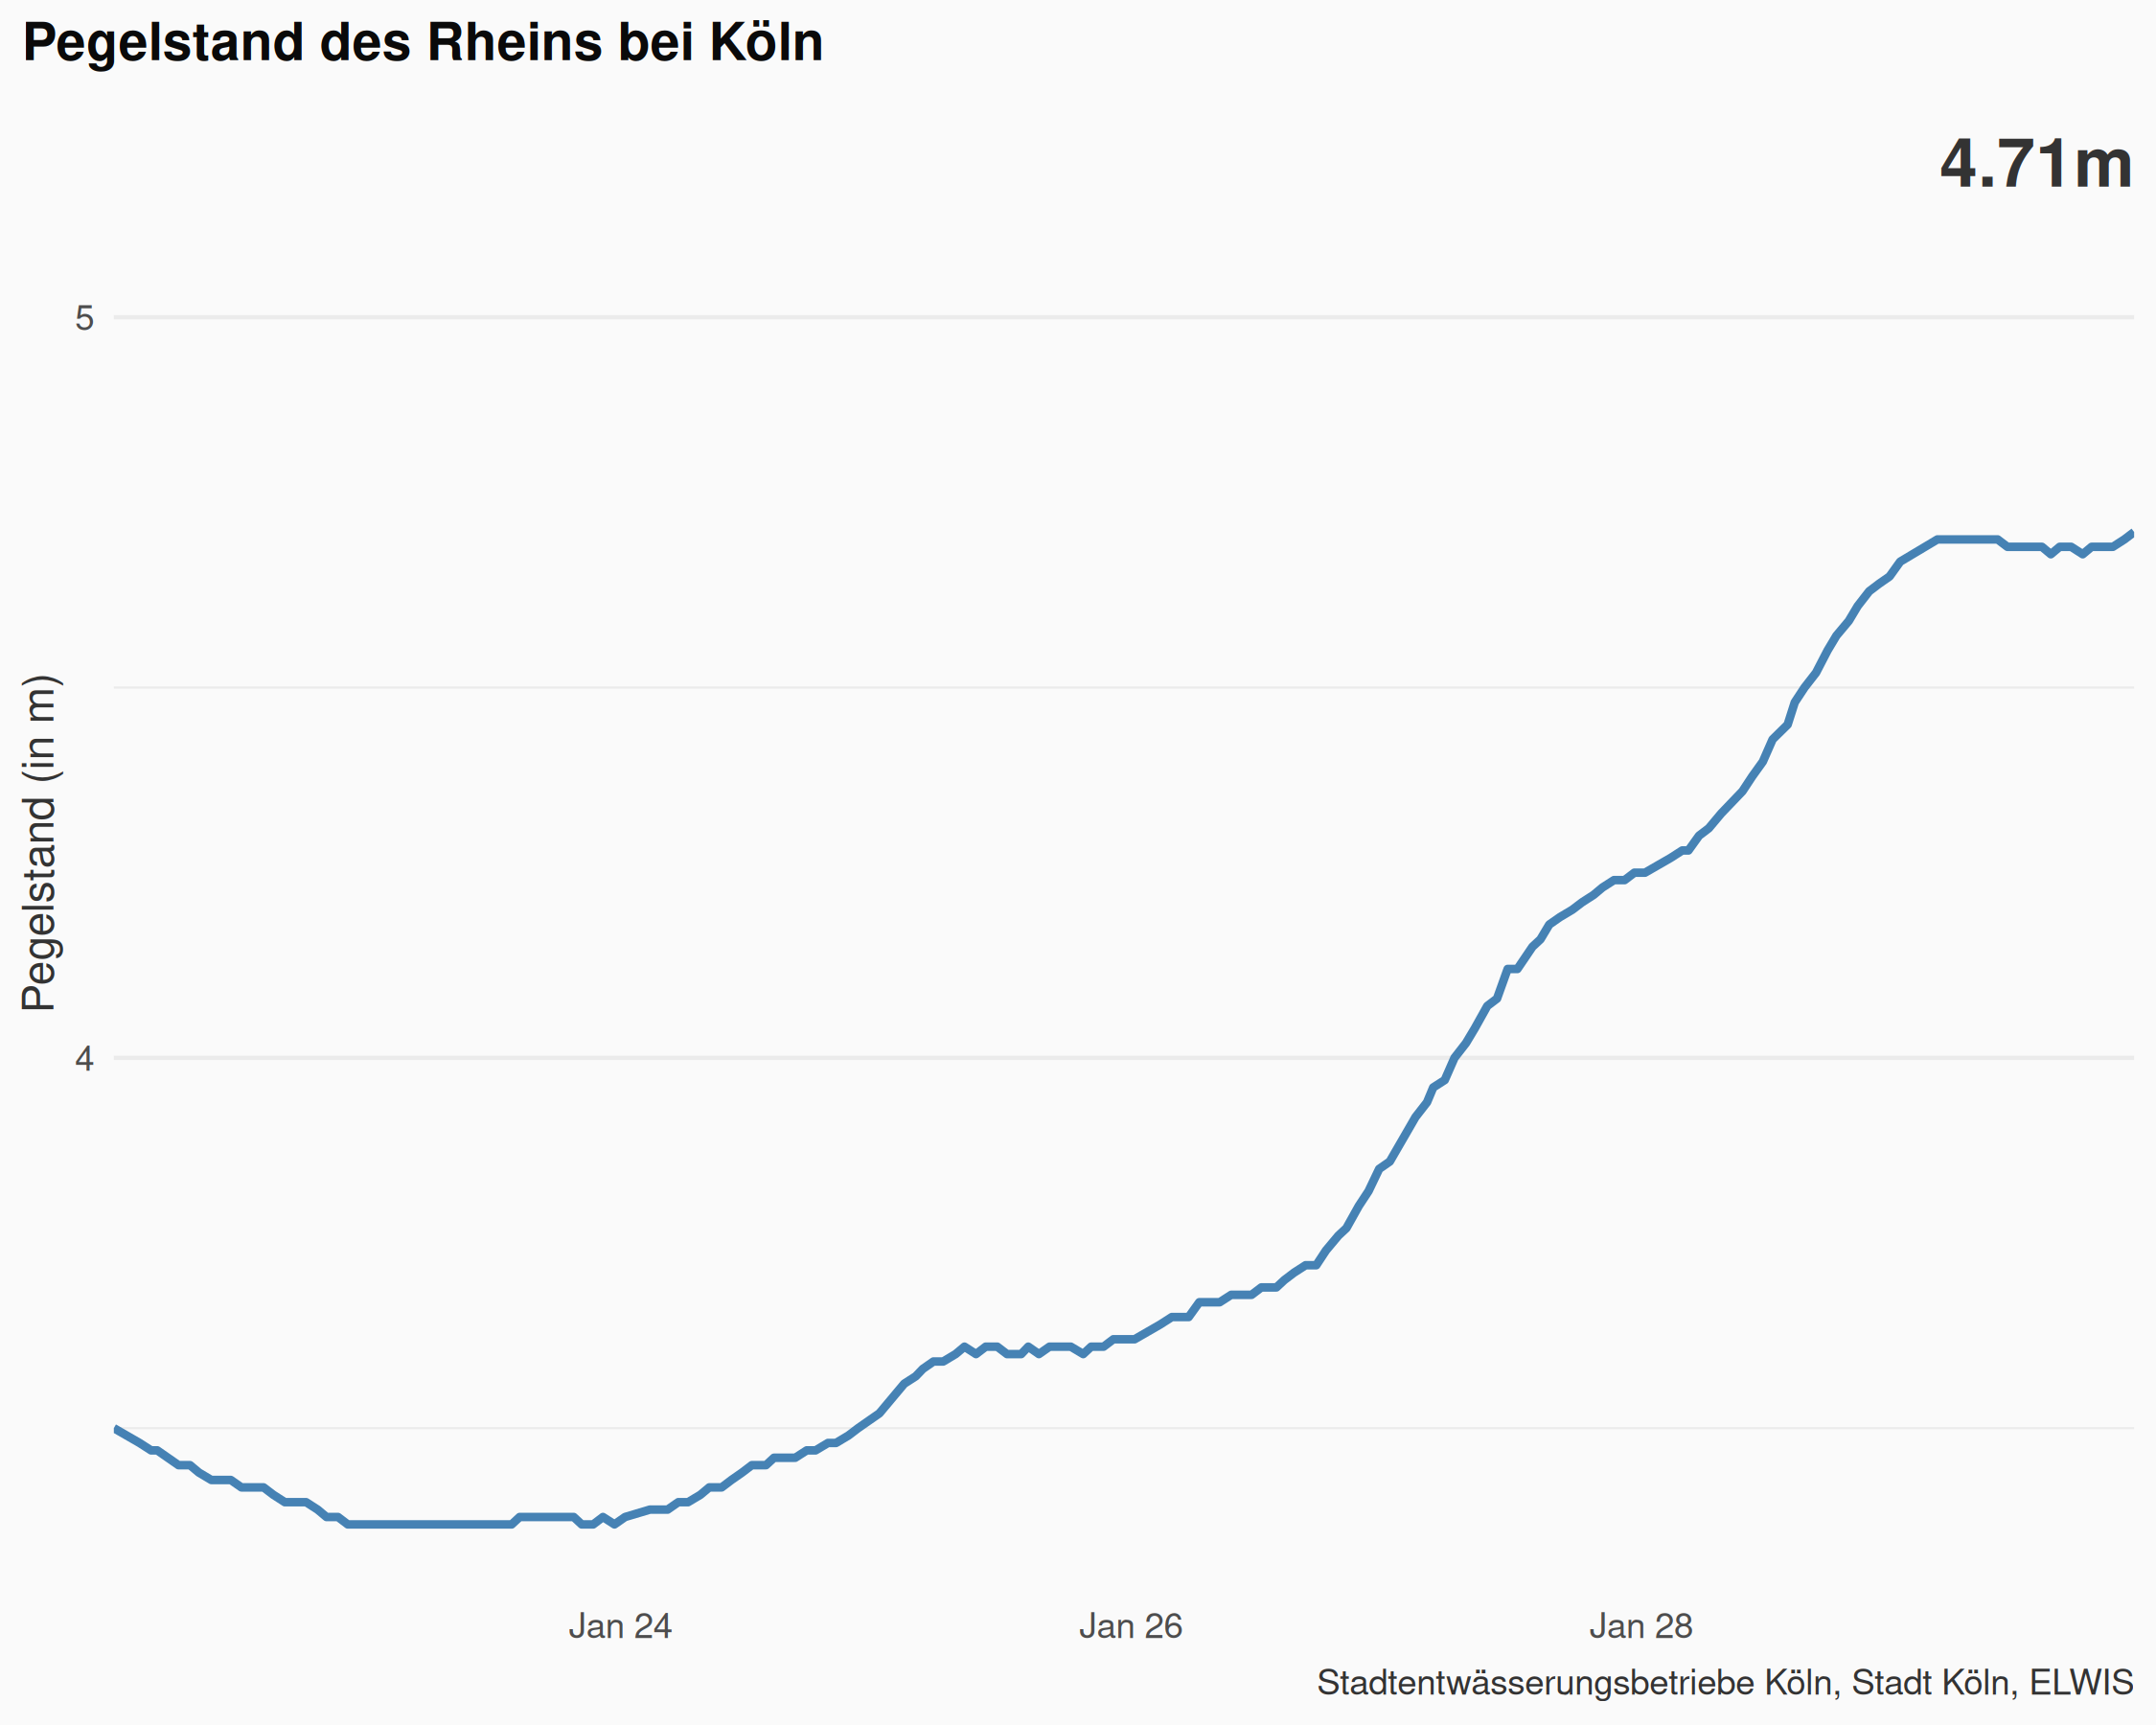 Pegelstand des Rheins bei Köln
4.71m
5
Pegelstand (in m)
4
Jan 24
Jan 26
Jan 28
Stadtentwässerungsbetriebe Köln, Stadt Köln, ELWIS